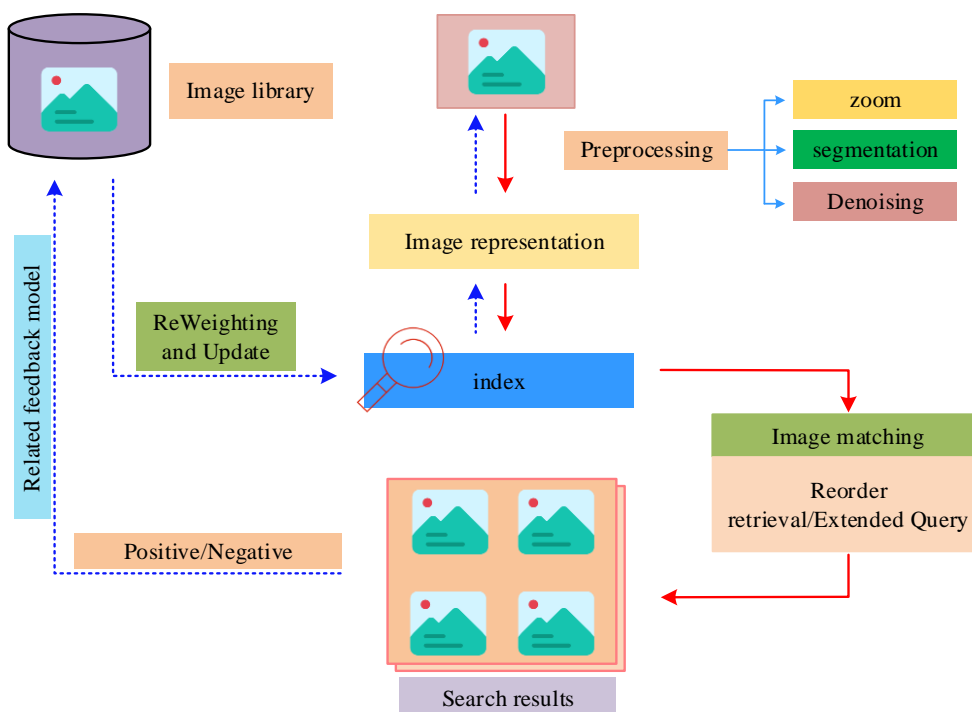 Image library
zoom
Preprocessing
segmentation
Denoising
Image representation
Related feedback model
ReWeighting
and Update
index
Image matching
Reorder
retrieval/Extended Query
Positive/Negative
Search results